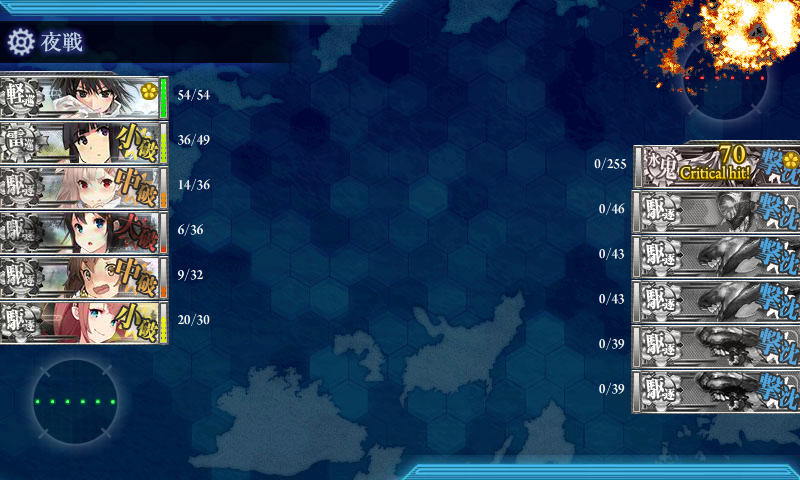 夜戦
軽巡 54/54
雷巡 小破 36/49
駆逐 中破 14/36
駆逐 大破 6/36
駆逐 中破 9/32
駆逐 小破 20/30
0/255 水鬼 70 Critical hit! 撃沈
0/46 駆逐 撃沈
0/43 駆逐 撃沈
0/43 駆逐 撃沈
0/39 駆逐 撃沈
0/39 駆逐 撃沈